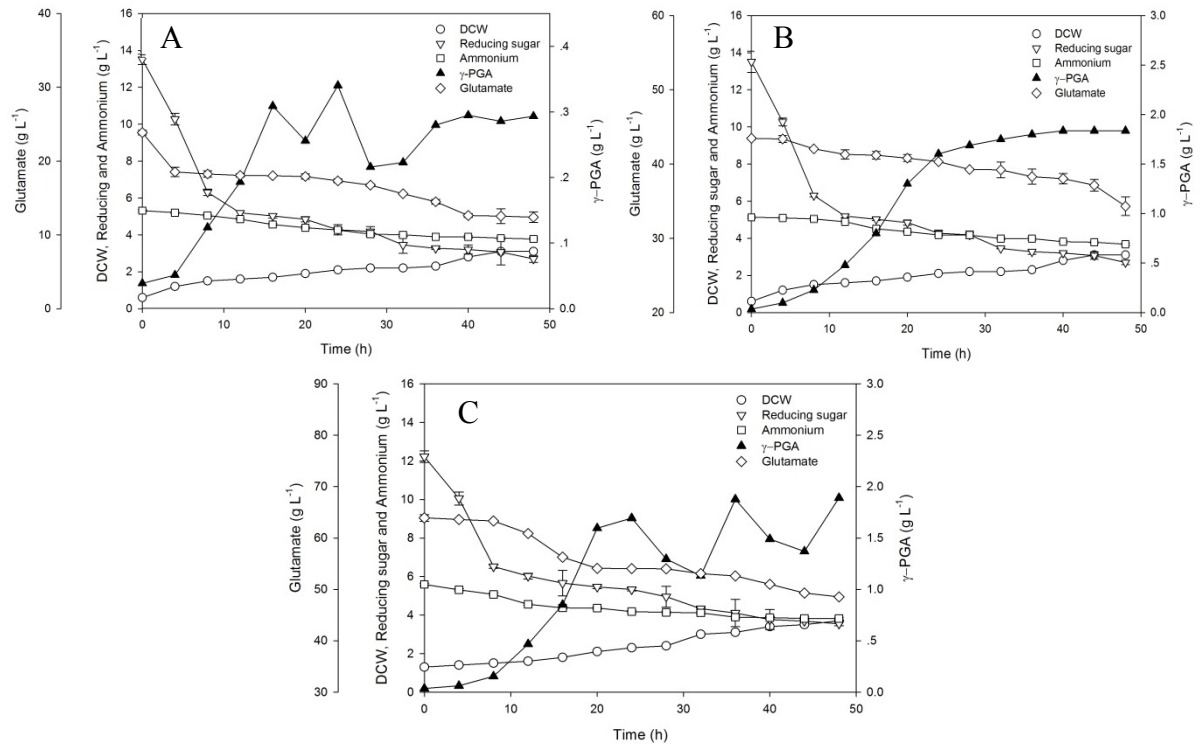 A
DCW
Reducing sugar
Ammonium
γ-PGA
Glutamate
Glutamate (g L⁻¹)
0
10
20
30
40
DCW, Reducing and Ammonium (g L⁻¹)
0
2
4
6
8
10
12
14
16
γ−PGA (g L⁻¹)
0.0
.1
.2
.3
.4
0 10 20 30 40 50
Time (h)
B
DCW
Reducing sugar
Ammonium
γ−PGA
Glutamate
Glutamate (g L⁻¹)
20
30
40
50
60
DCW, Reducing sugar and Ammonium (g L⁻¹)
0
2
4
6
8
10
12
14
16
γ−PGA (g L⁻¹)
0.0
.5
1.0
1.5
2.0
2.5
3.0
0 10 20 30 40 50
Time (h)
C
DCW
Reducing sugar
Ammonium
γ−PGA
Glutamate
Glutamate (g L⁻¹)
30
40
50
60
70
80
90
DCW, Reducing sugar and Ammonium (g L⁻¹)
0
2
4
6
8
10
12
14
16
γ−PGA (g L⁻¹)
0.0
.5
1.0
1.5
2.0
2.5
3.0
0 10 20 30 40 50
Time (h)